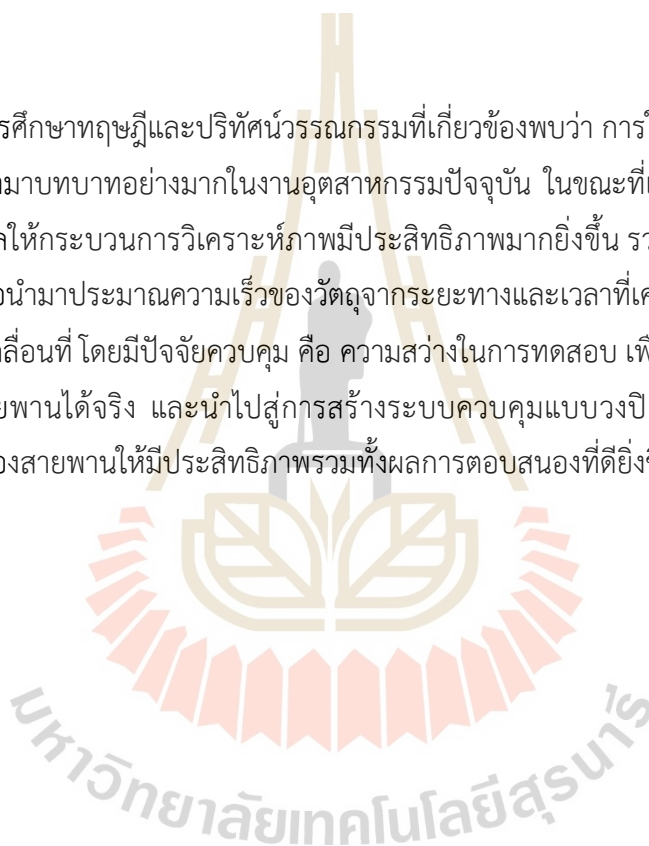 รศึกษาทฤษฎีและปริทัศน์วรรณกรรมที่เกี่ยวข้องพบว่า การใ
ามาบทบาทอย่างมากในงานอุตสาหกรรมปัจจุบัน ในขณะที่เ
ลให้กระบวนการวิเคราะห์ภาพมีประสิทธิภาพมากยิ่งขึ้น รว
อนำมาประมาณความเร็วของวัตถุจากระยะทางและเวลาที่เค
ลื่อนที่ โดยมีปัจจัยควบคุม คือ ความสว่างในการทดสอบ เพื
ยพานได้จริง และนำไปสู่การสร้างระบบควบคุมแบบวงปิ
องสายพานให้มีประสิทธิภาพรวมทั้งผลการตอบสนองที่ดียิ่งขึ
มหาวิทยาลัยเทคโนโลยีสุรนารี